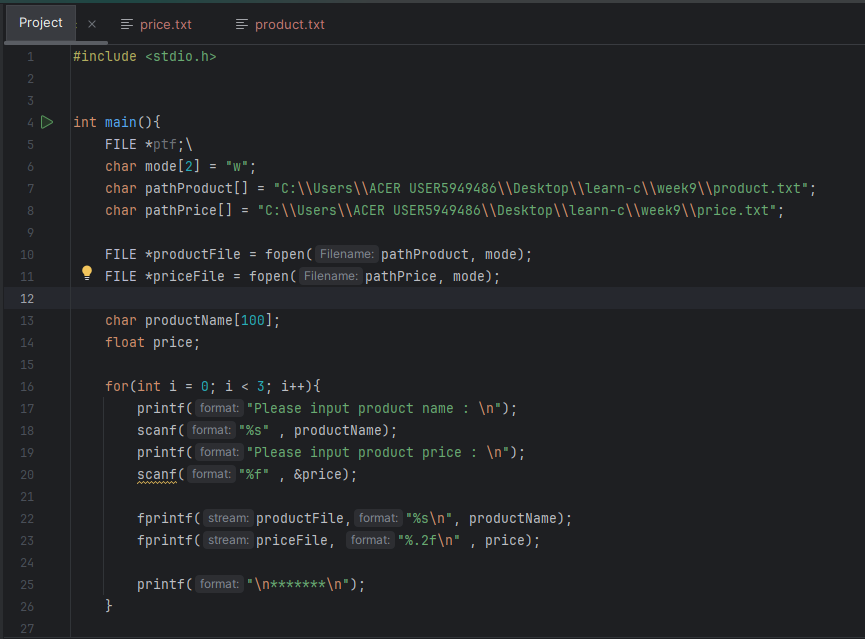 Project
price.txt
product.txt
1 #include <stdio.h>
2
3
4 int main(){
5     FILE *ptf;\
6     char mode[2] = "w";
7     char pathProduct[] = "C:\\Users\\ACER USER5949486\\Desktop\\learn-c\\week9\\product.txt";
8     char pathPrice[] = "C:\\Users\\ACER USER5949486\\Desktop\\learn-c\\week9\\price.txt";
9
10     FILE *productFile = fopen( Filename: pathProduct, mode);
11     FILE *priceFile = fopen( Filename: pathPrice, mode);
12
13     char productName[100];
14     float price;
15
16     for(int i = 0; i < 3; i++){
17         printf( format: "Please input product name : \n");
18         scanf( format: "%s" , productName);
19         printf( format: "Please input product price : \n");
20         scanf( format: "%f" , &price);
21
22         fprintf( stream: productFile, format: "%s\n", productName);
23         fprintf( stream: priceFile, format: "%.2f\n" , price);
24
25         printf( format: "\n*******\n");
26     }
27